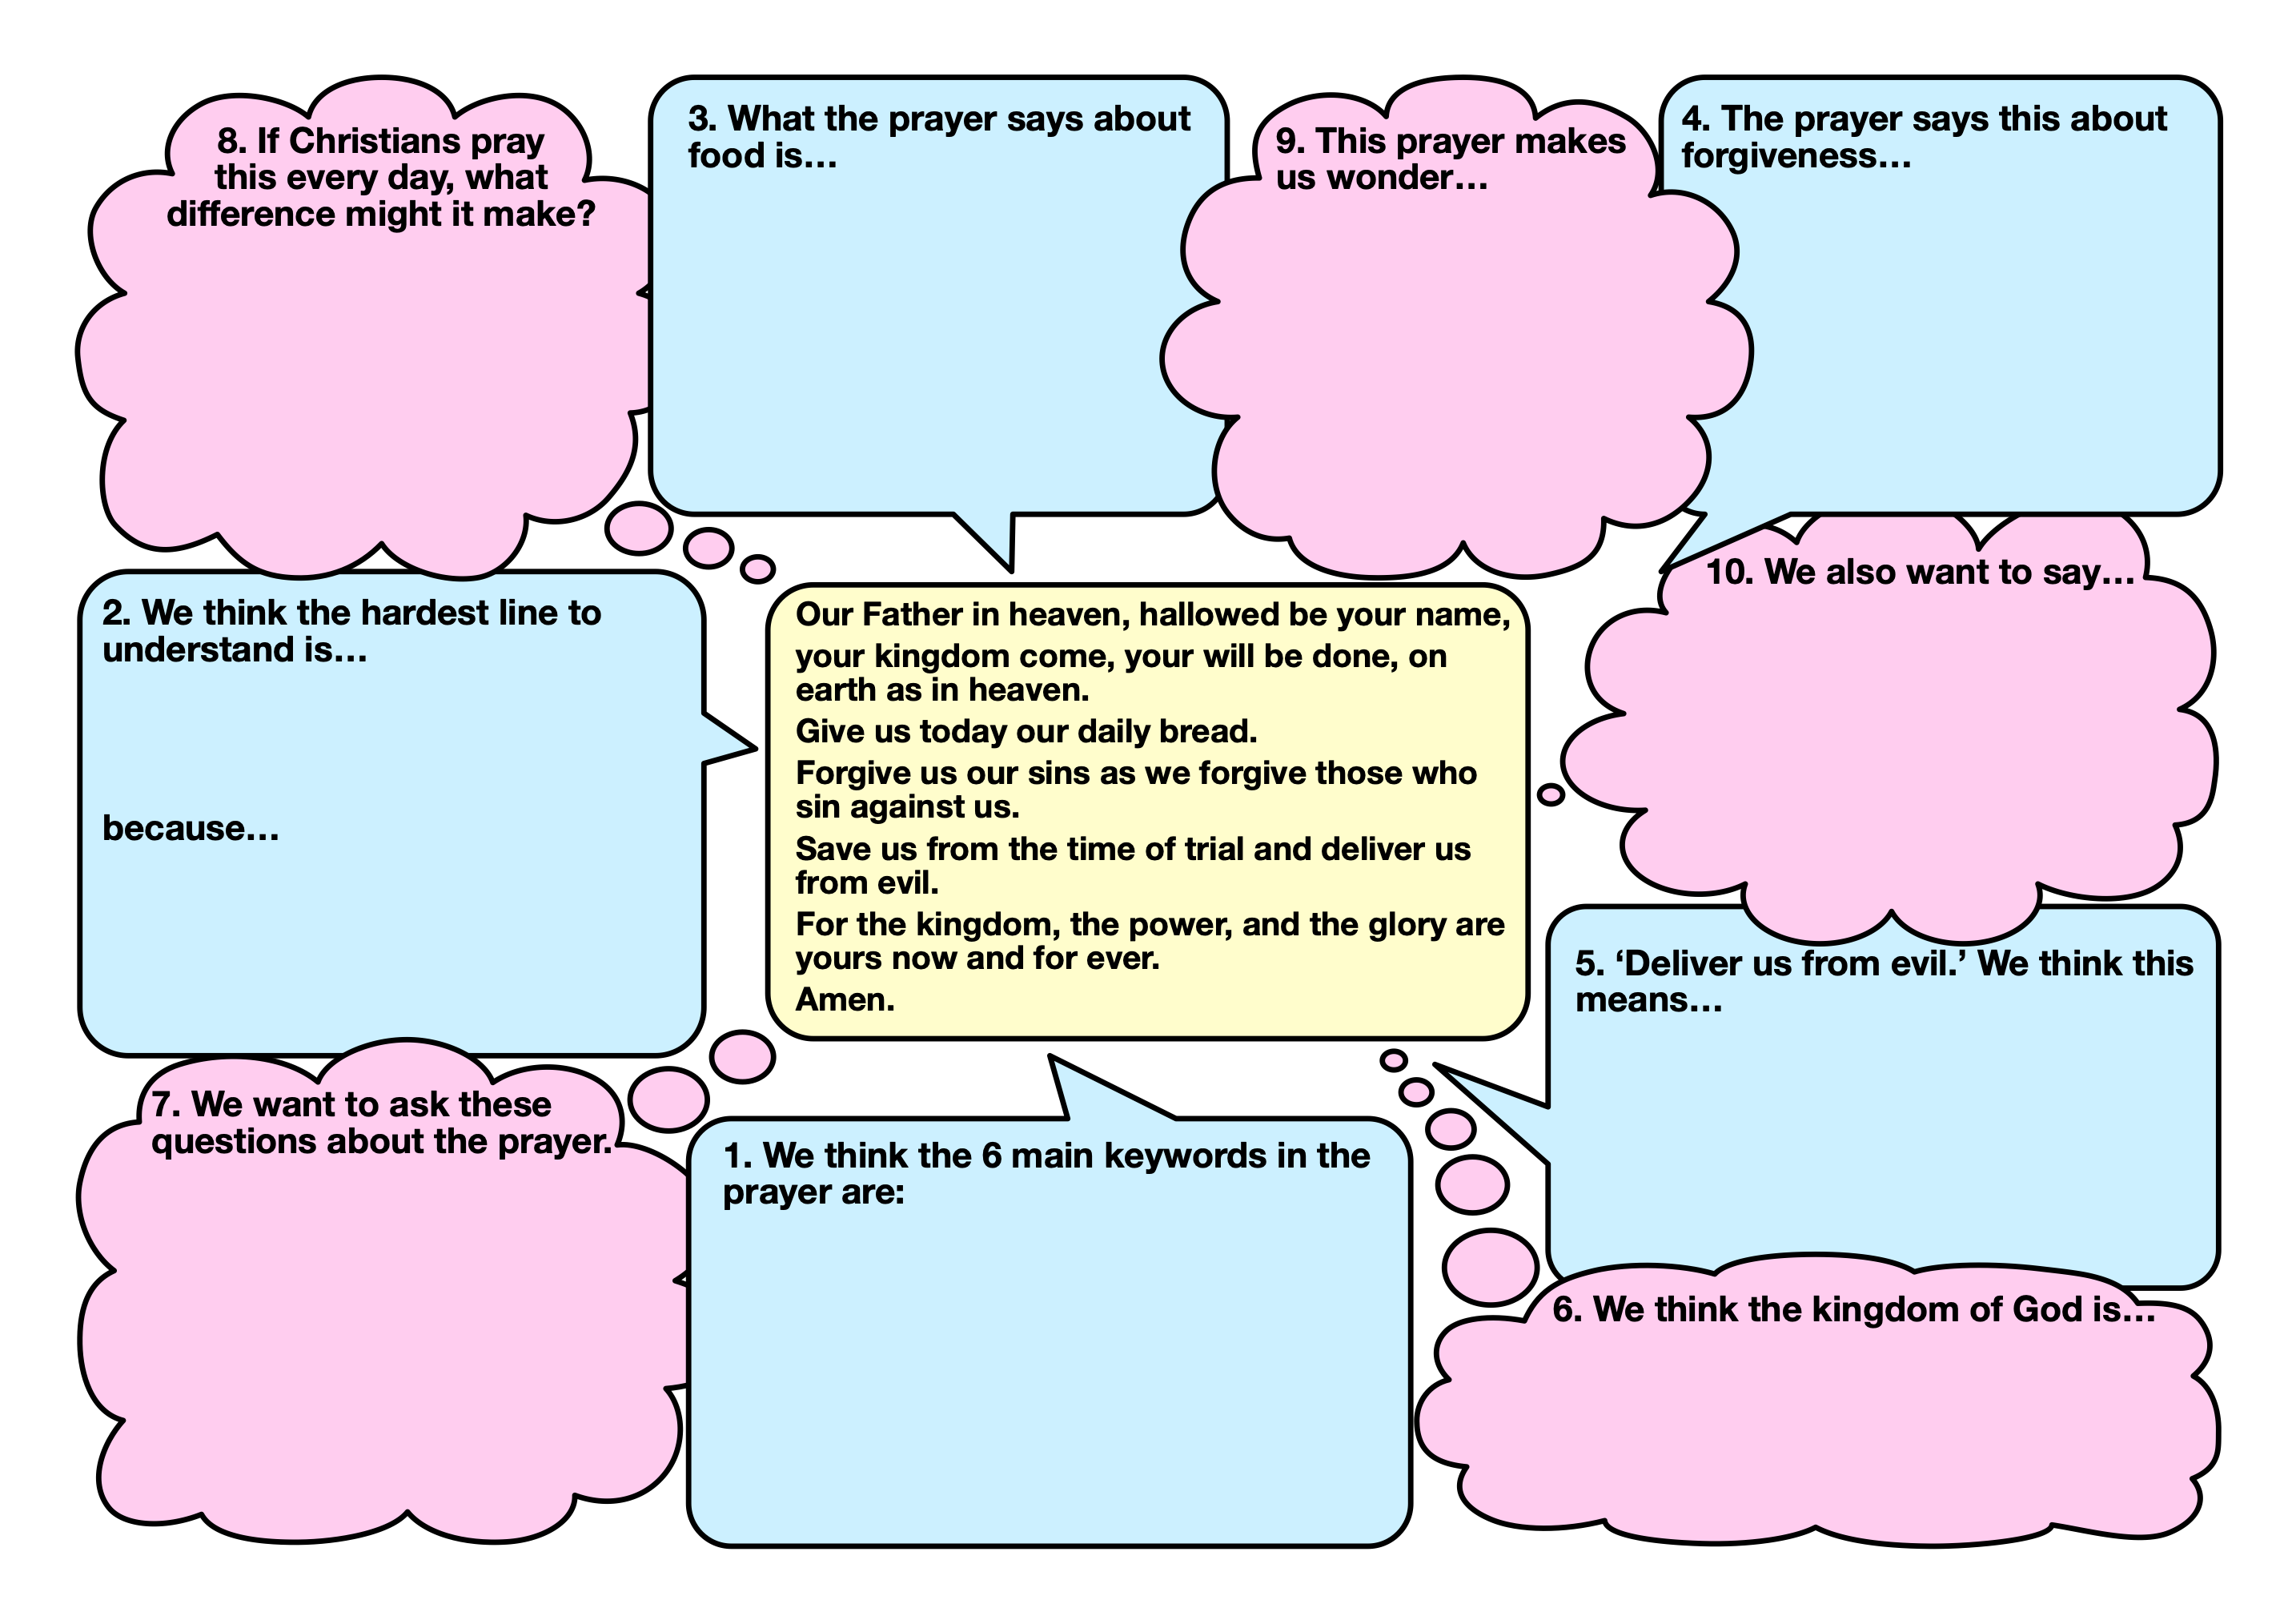 8. If Christians pray
this every day, what
difference might it make?
3. What the prayer says about
food is…
9. This prayer makes
us wonder…
4. The prayer says this about
forgiveness…
2. We think the hardest line to
understand is…
because…
Our Father in heaven, hallowed be your name,
your kingdom come, your will be done, on
earth as in heaven.
Give us today our daily bread.
Forgive us our sins as we forgive those who
sin against us.
Save us from the time of trial and deliver us
from evil.
For the kingdom, the power, and the glory are
yours now and for ever.
Amen.
10. We also want to say…
5. ‘Deliver us from evil.’ We think this
means…
7. We want to ask these
questions about the prayer.
1. We think the 6 main keywords in the
prayer are:
6. We think the kingdom of God is…